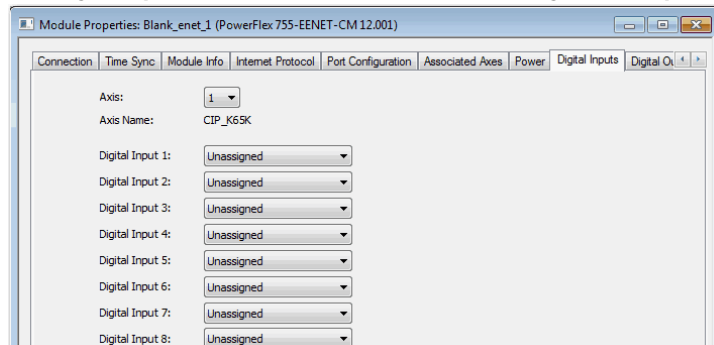 Module Properties: Blank_enet_1 (PowerFlex 755-EENET-CM 12.001)
Connection Time Sync Module Info Internet Protocol Port Configuration Associated Axes Power Digital Inputs Digital Ou
Axis: 1
Axis Name: CIP_K65K
Digital Input 1: Unassigned
Digital Input 2: Unassigned
Digital Input 3: Unassigned
Digital Input 4: Unassigned
Digital Input 5: Unassigned
Digital Input 6: Unassigned
Digital Input 7: Unassigned
Digital Input 8: Unassigned